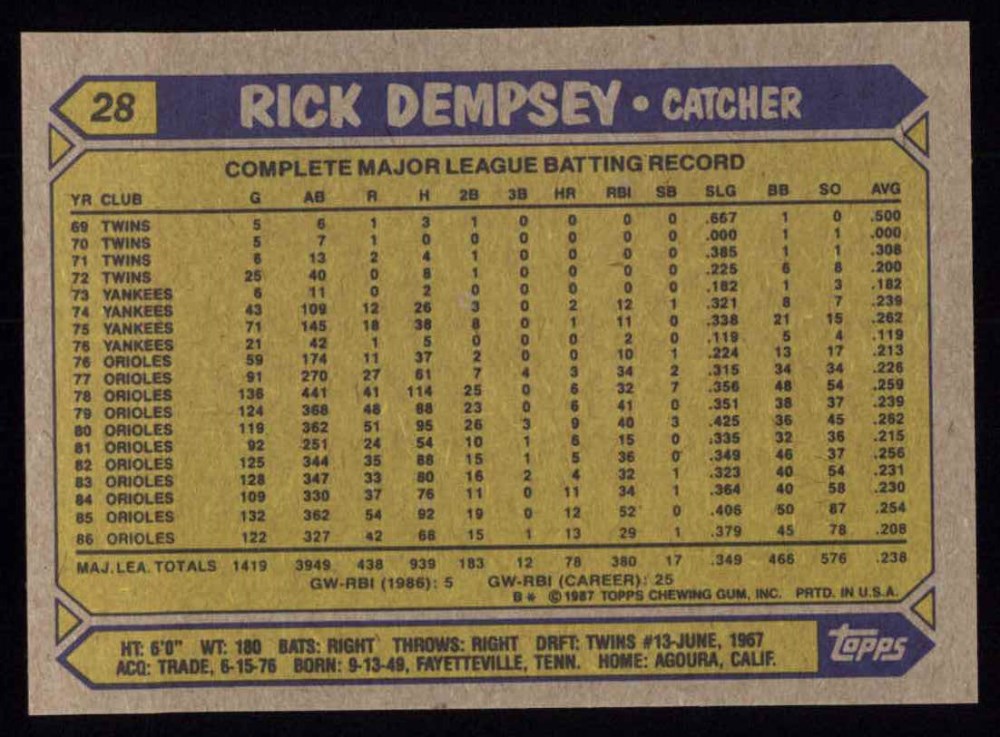 28
RICK DEMPSEY • CATCHER
COMPLETE MAJOR LEAGUE BATTING RECORD
YR CLUB G AB R H 2B 3B HR RBI SB SLG BB SO AVG
69 TWINS 5 6 1 3 1 0 0 0 0 .667 1 0 .500
70 TWINS 5 7 1 0 0 0 0 0 0 .000 1 1 .000
71 TWINS 6 13 2 4 1 0 0 0 0 .385 1 1 .308
72 TWINS 25 40 0 8 1 0 0 0 0 .225 6 8 .200
73 YANKEES 6 11 0 2 0 0 0 0 0 .182 1 3 .182
74 YANKEES 43 109 12 26 3 0 2 12 1 .321 8 7 .239
75 YANKEES 71 145 18 38 8 0 1 11 0 .338 21 15 .262
76 YANKEES 21 42 1 5 0 0 0 2 0 .119 5 4 .119
76 ORIOLES 59 174 11 37 2 0 0 10 1 .224 13 17 .213
77 ORIOLES 91 270 27 61 7 4 3 34 2 .315 34 34 .226
78 ORIOLES 136 441 41 114 25 0 6 32 7 .356 48 54 .259
79 ORIOLES 124 368 48 88 23 0 6 41 0 .351 38 37 .239
80 ORIOLES 119 362 51 95 26 3 9 40 3 .425 36 45 .262
81 ORIOLES 92 251 24 54 10 1 6 15 0 .335 32 36 .215
82 ORIOLES 125 344 35 88 15 1 5 36 0 .349 46 37 .256
83 ORIOLES 128 347 33 80 16 2 4 32 1 .323 40 54 .231
84 ORIOLES 109 330 37 76 11 0 11 34 1 .364 40 58 .230
85 ORIOLES 132 362 54 92 19 0 12 52 0 .406 50 87 .254
86 ORIOLES 122 327 42 68 15 1 13 29 1 .379 45 78 .208
MAJ. LEA. TOTALS 1419 3949 438 939 183 12 78 380 17 .349 466 576 .238
GW-RBI (1986): 5 GW-RBI (CAREER): 25
B* ©1987 TOPPS CHEWING GUM, INC. PRTD. IN U.S.A.
HT: 6'0" WT: 180 BATS: RIGHT THROWS: RIGHT DRFT: TWINS #13-JUNE, 1967
ACQ: TRADE, 6-15-76 BORN: 9-13-49, FAYETTEVILLE, TENN. HOME: AGOURA, CALIF.
topps